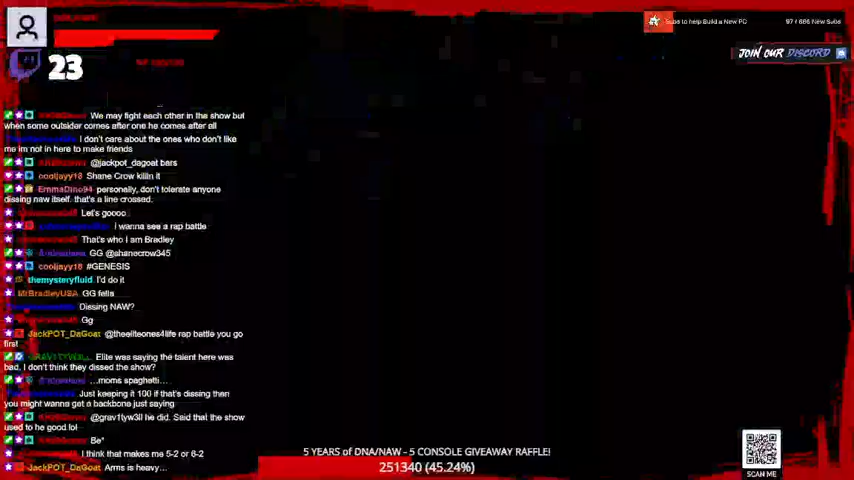 Subs to help Build a New PC
97 / 666 New Subs
JOIN OUR DISCORD
23
We may fight each other in the show but
when some outsider comes after one he comes after all
I don't care about the ones who don't like
me im not in here to make friends
@jackpot_dagoat bars
cooljayy18 Shane Crow killin it
EmmaDino94 personally, don't tolerate anyone
dissing naw itself. that's a line crossed.
Let's goooo
I wanna see a rap battle
That's who I am Bradley
GG @shanecrow345
cooljayy18 #GENESIS
themysteryfluid I'd do it
MrBradleyUSA GG fella
Dissing NAW?
Gg
JackPOT_DaGoat @theeliteones4life rap battle you go
first
GRAV1TYW3LL Elite was saying the talent here was
bad. I don't think they dissed the show?
...moms spaghetti...
Just keeping it 100 if that's dissing then
you might wanna get a backbone just saying
@grav1tyw3ll he did. Said that the show
used to be good lol
Be*
I think that makes me 5-2 or 6-2
JackPOT_DaGoat Arms is heavy...
5 YEARS of DNA/NAW - 5 CONSOLE GIVEAWAY RAFFLE!
251340 (45.24%)
SCAN ME